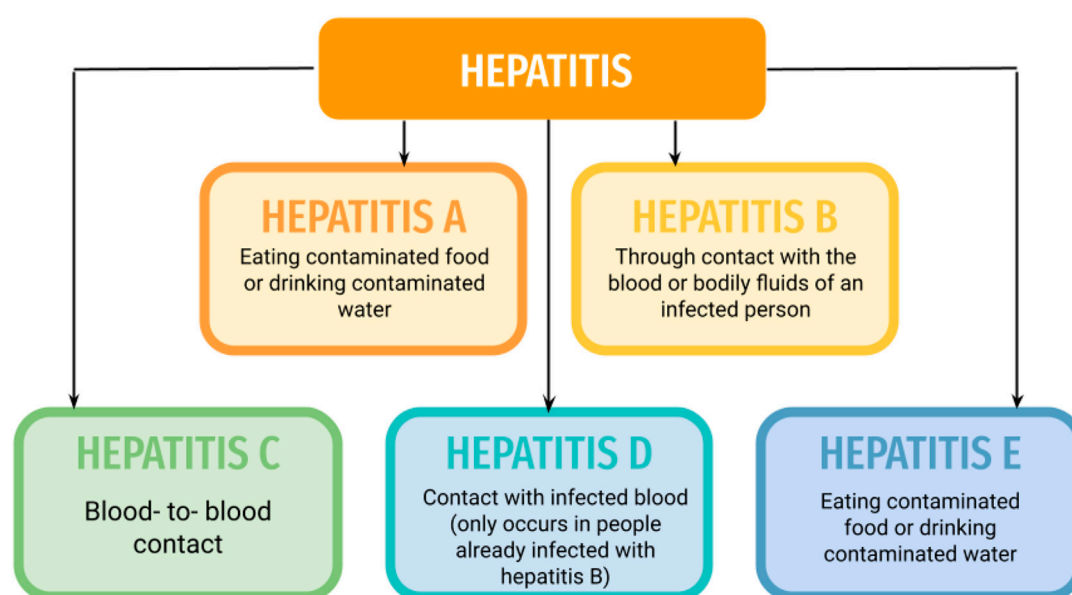 HEPATITIS
HEPATITIS A
Eating contaminated food
or drinking contaminated
water
HEPATITIS B
Through contact with the
blood or bodily fluids of an
infected person
HEPATITIS C
Blood- to- blood
contact
HEPATITIS D
Contact with infected blood
(only occurs in people
already infected with
hepatitis B)
HEPATITIS E
Eating contaminated
food or drinking
contaminated water